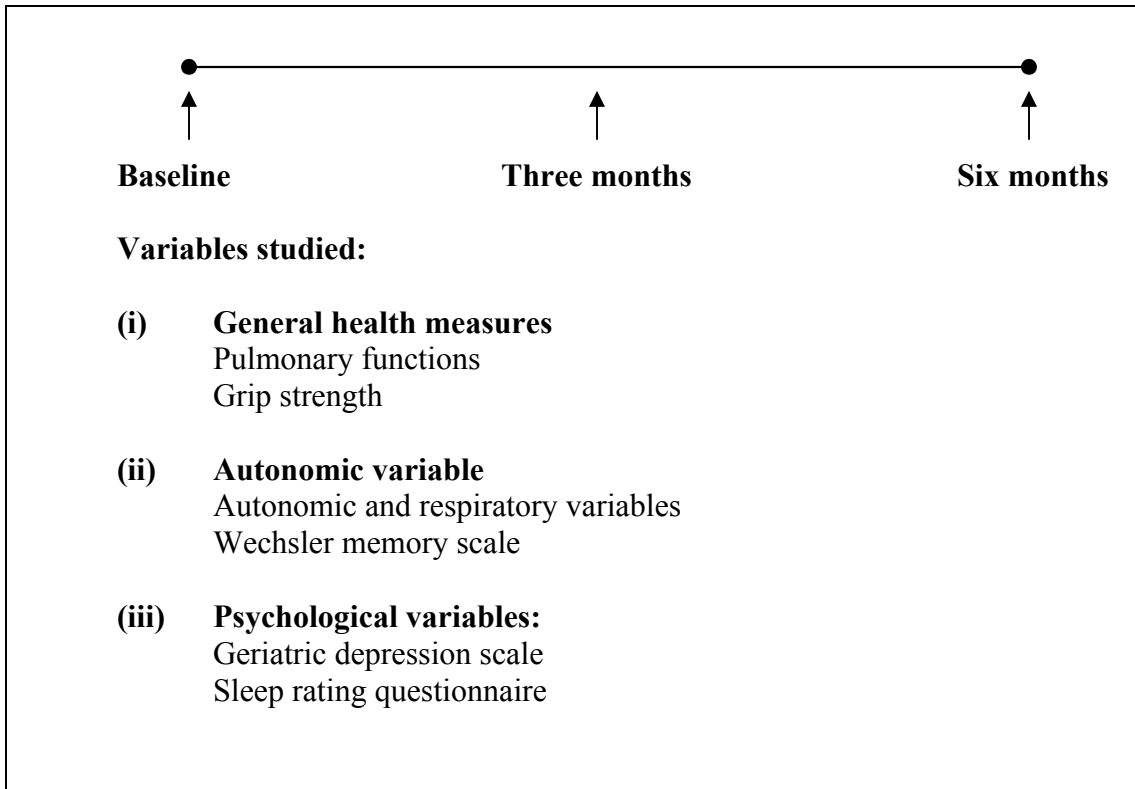 Baseline Three months Six months
Variables studied:
(i) General health measures
Pulmonary functions
Grip strength
(ii) Autonomic variable
Autonomic and respiratory variables
Wechsler memory scale
(iii) Psychological variables:
Geriatric depression scale
Sleep rating questionnaire